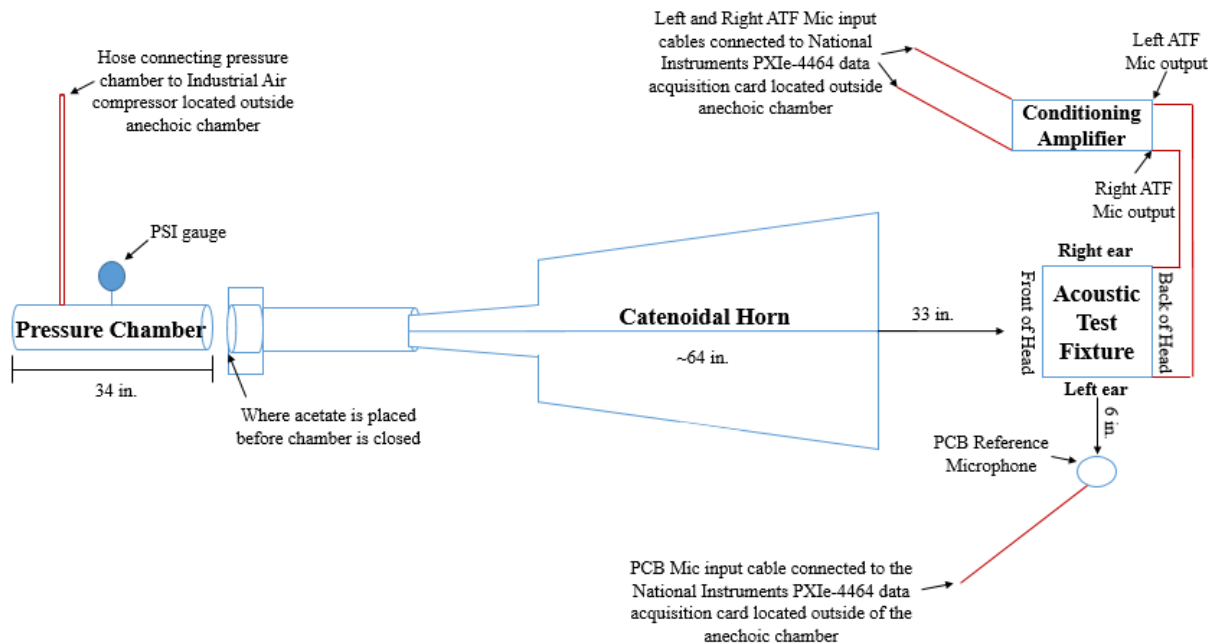 Hose connecting pressure
chamber to Industrial Air
compressor located outside
anechoic chamber
PSI gauge
Pressure Chamber
34 in.
Where acetate is placed
before chamber is closed
Catenoidal Horn
~64 in.
33 in.
Left and Right ATF Mic input
cables connected to National
Instruments PXIe-4464 data
acquisition card located outside
anechoic chamber
Left ATF
Mic output
Conditioning
Amplifier
Right ATF
Mic output
Right ear
Front of Head
Acoustic
Test
Fixture
Back of Head
Left ear
6 in.
PCB Reference
Microphone
PCB Mic input cable connected to the
National Instruments PXIe-4464 data
acquisition card located outside of the
anechoic chamber